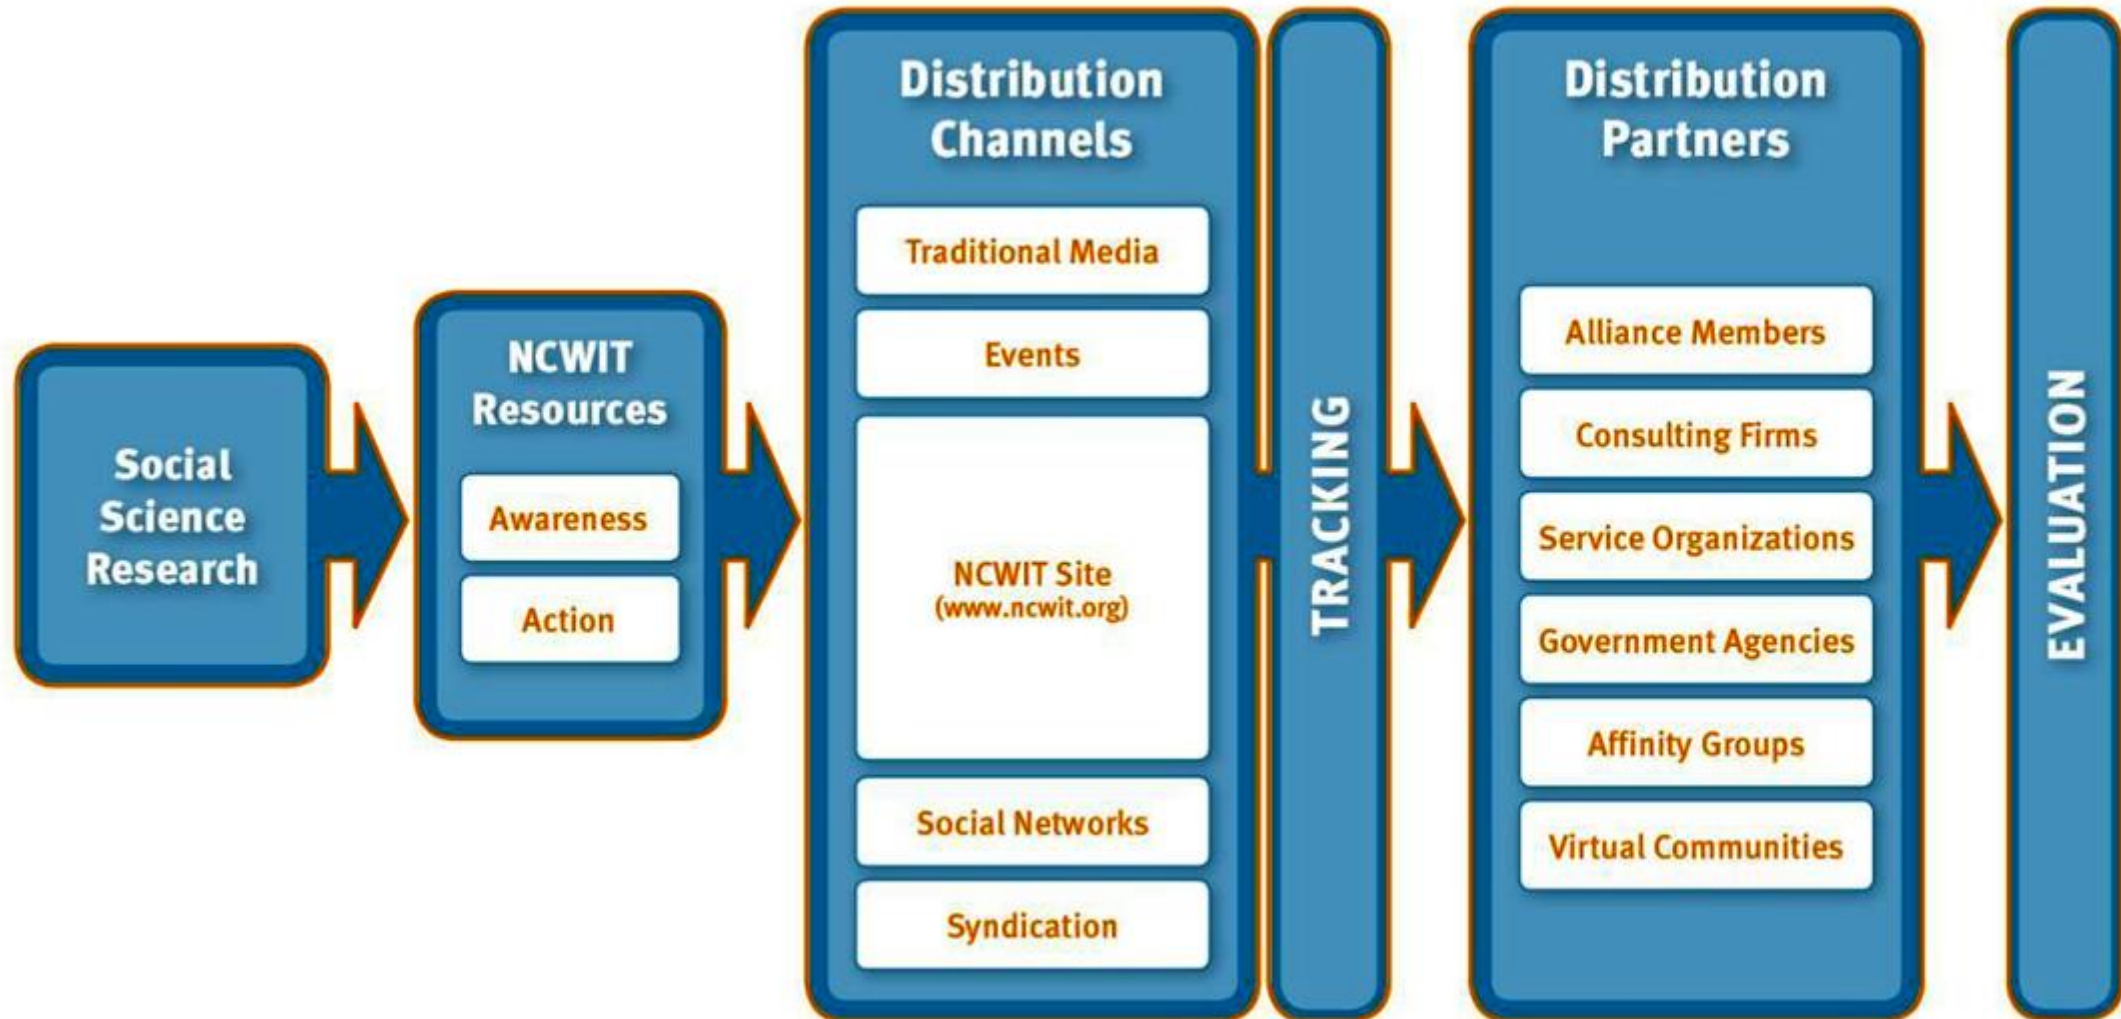 Social
Science
Research
NCWIT
Resources
Awareness
Action
Distribution
Channels
Traditional Media
Events
NCWIT Site
(www.ncwit.org)
Social Networks
Syndication
TRACKING
Distribution
Partners
Alliance Members
Consulting Firms
Service Organizations
Government Agencies
Affinity Groups
Virtual Communities
EVALUATION